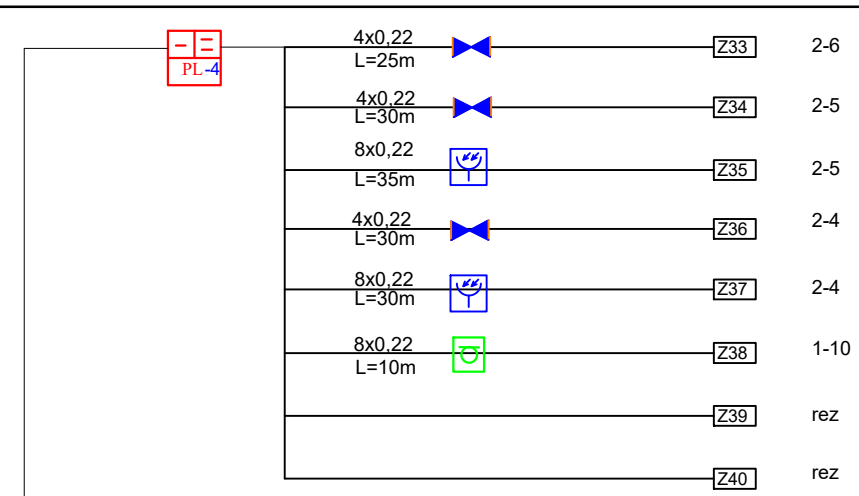 PL-4
4x0,22
L=25m
Z33
2-6
4x0,22
L=30m
Z34
2-5
8x0,22
L=35m
Z35
2-5
4x0,22
L=30m
Z36
2-4
8x0,22
L=30m
Z37
2-4
8x0,22
L=10m
Z38
1-10
Z39
rez
Z40
rez